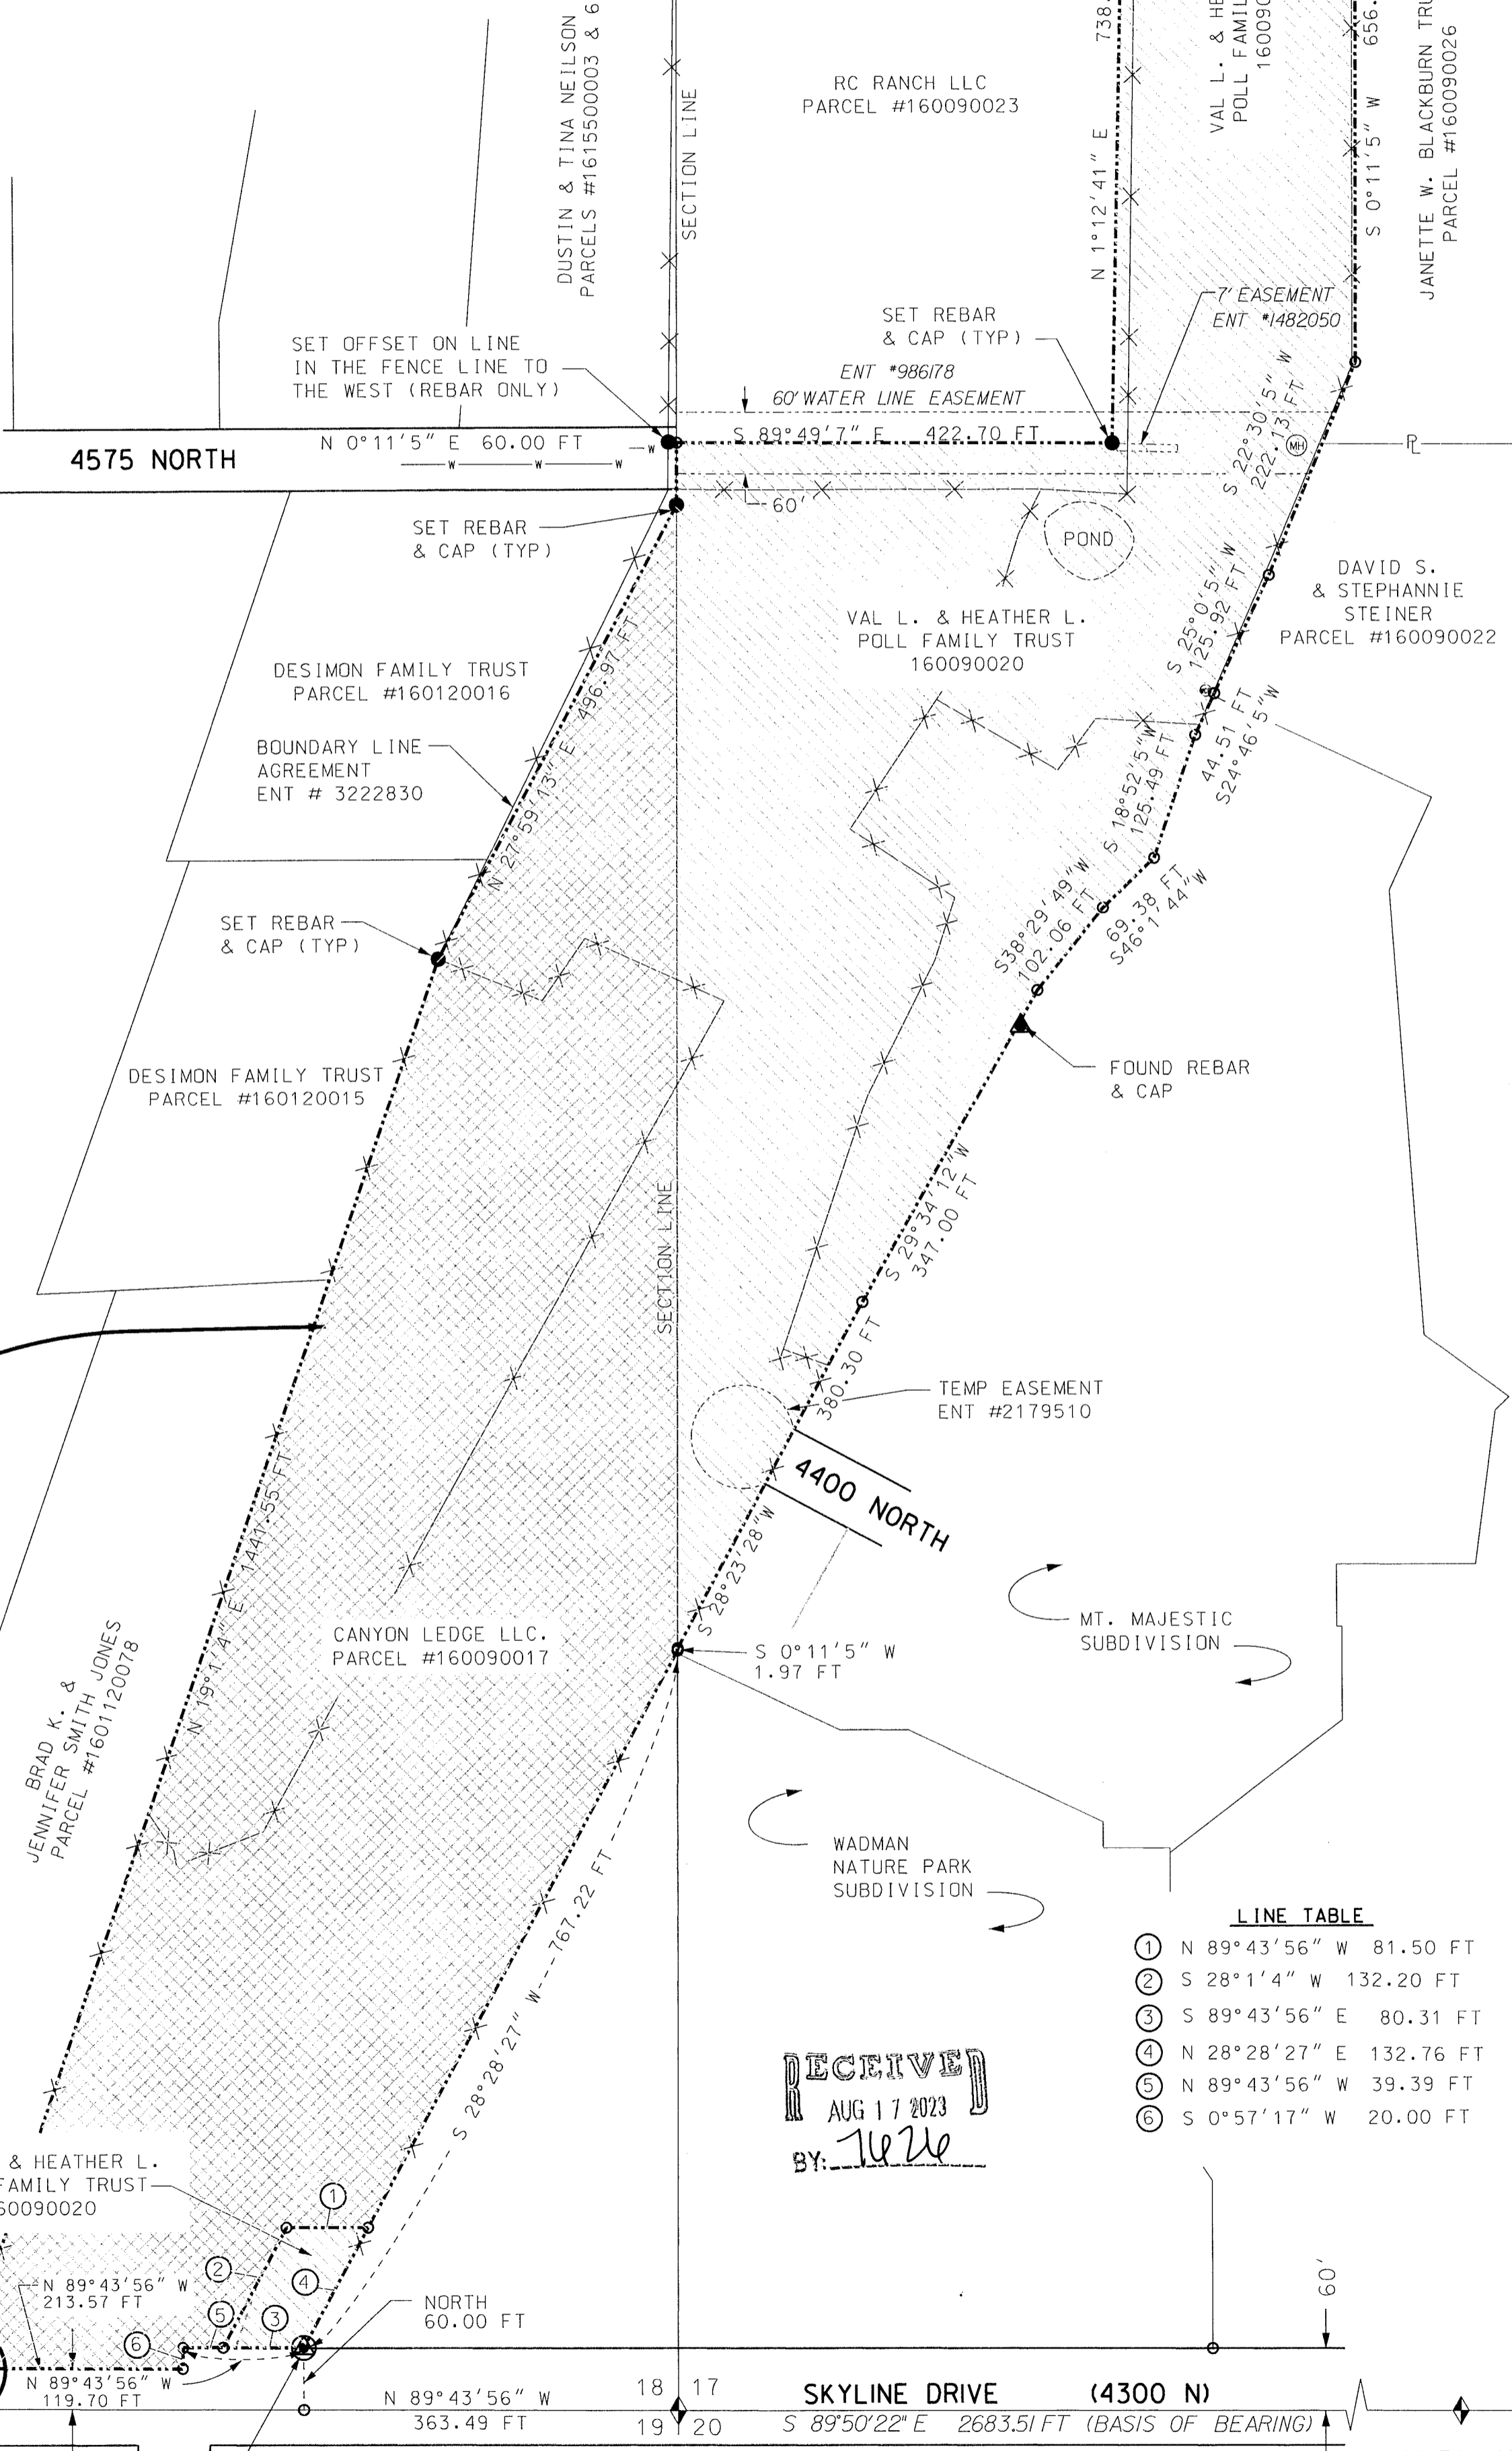 DUSTIN & TINA NEILSON
PARCELS #161550003 & 6
SECTION LINE
RC RANCH LLC
PARCEL #160090023
738.
N 1°12'41" E
VAL L. & HE
POLL FAMIL
160090
656.
S 0°11'5" W
JANETTE W. BLACKBURN TRU
PARCEL #160090026
7' EASEMENT
ENT #1482050
SET REBAR
& CAP (TYP)
SET OFFSET ON LINE
IN THE FENCE LINE TO
THE WEST (REBAR ONLY)
ENT #986178
60' WATER LINE EASEMENT
S 22°30'5" W
222.13 FT
N 0°11'5" E 60.00 FT
S 89°49'7" E 422.70 FT
MH
PL
4575 NORTH
W W W W
60'
SET REBAR
& CAP (TYP)
POND
DAVID S.
& STEPHANNIE
STEINER
PARCEL #160090022
S 25°0'5" W
125.92 FT
VAL L. & HEATHER L.
POLL FAMILY TRUST
160090020
DESIMON FAMILY TRUST
PARCEL #160120016
N 27°59'13" E 496.97 FT
BOUNDARY LINE
AGREEMENT
ENT # 3222830
44.51 FT
S24°46'5"W
S 18°52'5"W
125.49 FT
69.38 FT
S46°1'44"W
S38°29'49"W
102.06 FT
SET REBAR
& CAP (TYP)
FOUND REBAR
& CAP
DESIMON FAMILY TRUST
PARCEL #160120015
SECTION LINE
S 29°34'12"W
347.00 FT
380.30 FT
S 28°23'28"W
TEMP EASEMENT
ENT #2179510
4400 NORTH
N 19°1'4" E 1441.55 FT
BRAD K. &
JENNIFER SMITH JONES
PARCEL #1601120078
CANYON LEDGE LLC.
PARCEL #160090017
S 0°11'5" W
1.97 FT
MT. MAJESTIC
SUBDIVISION
WADMAN
NATURE PARK
SUBDIVISION
S 28°28'27" W 767.22 FT
LINE TABLE
1 N 89°43'56" W 81.50 FT
2 S 28°1'4" W 132.20 FT
3 S 89°43'56" E 80.31 FT
4 N 28°28'27" E 132.76 FT
5 N 89°43'56" W 39.39 FT
6 S 0°57'17" W 20.00 FT
RECEIVED
AUG 17 2023
BY:
& HEATHER L.
FAMILY TRUST
60090020
1
2
4
5
3
6
N 89°43'56" W
213.57 FT
NORTH
60.00 FT
60'
N 89°43'56" W
119.70 FT
N 89°43'56" W
363.49 FT
18 17
19 20
SKYLINE DRIVE (4300 N)
S 89°50'22" E 2683.51 FT (BASIS OF BEARING)